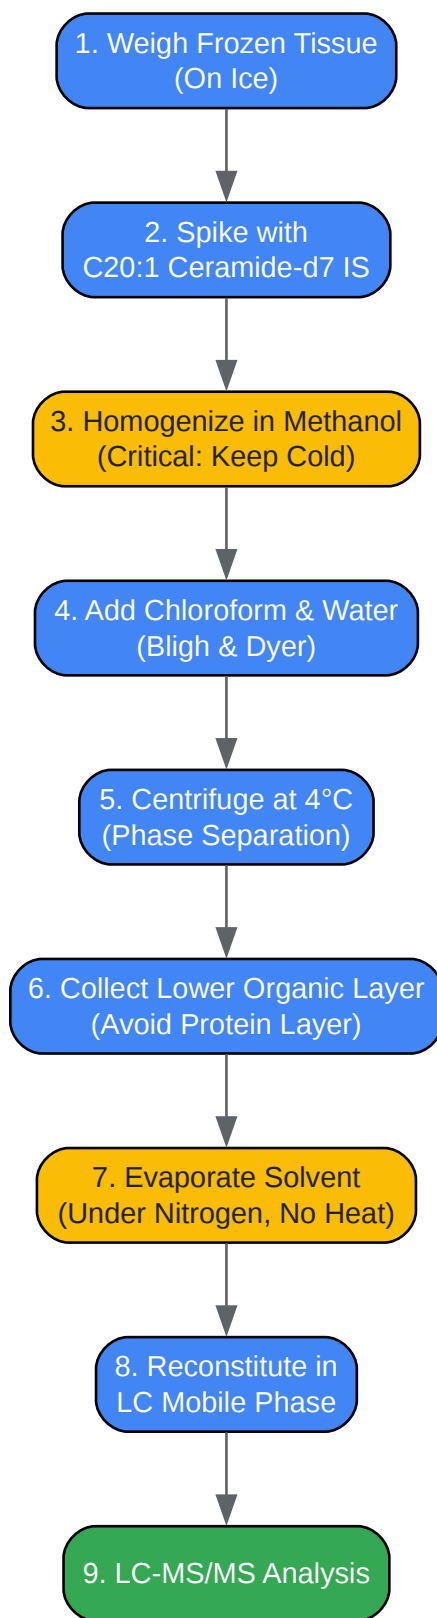 1. Weigh Frozen Tissue
(On Ice)
2. Spike with
C20:1 Ceramide-d7 IS
3. Homogenize in Methanol
(Critical: Keep Cold)
4. Add Chloroform & Water
(Bligh & Dyer)
5. Centrifuge at 4°C
(Phase Separation)
6. Collect Lower Organic Layer
(Avoid Protein Layer)
7. Evaporate Solvent
(Under Nitrogen, No Heat)
8. Reconstitute in
LC Mobile Phase
9. LC-MS/MS Analysis